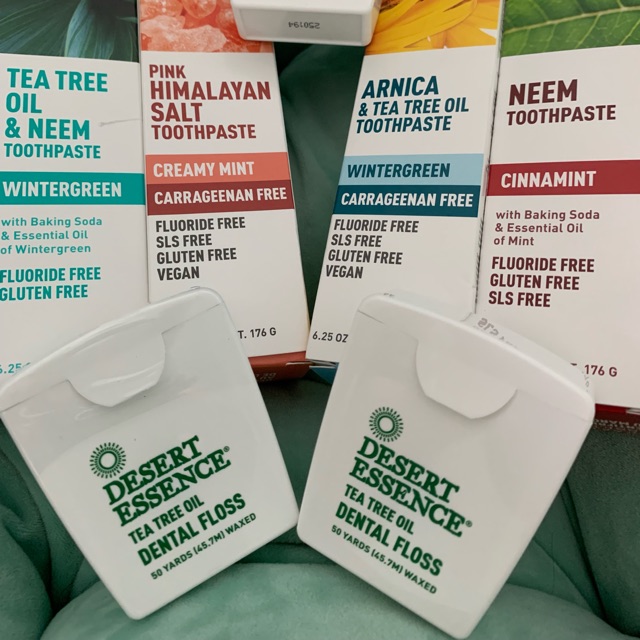 250194
TEA TREE
OIL
& NEEM
TOOTHPASTE
WINTERGREEN
with Baking Soda
& Essential Oil
of Wintergreen
FLUORIDE FREE
GLUTEN FREE
6.25
PINK
HIMALAYAN
SALT
TOOTHPASTE
CREAMY MINT
CARRAGEENAN FREE
FLUORIDE FREE
SLS FREE
GLUTEN FREE
VEGAN
T. 176 G
ARNICA
& TEA TREE OIL
TOOTHPASTE
WINTERGREEN
CARRAGEENAN FREE
FLUORIDE FREE
SLS FREE
GLUTEN FREE
VEGAN
6.25 OZ
NEEM
TOOTHPASTE
CINNAMINT
with Baking Soda
& Essential Oil
of Mint
FLUORIDE FREE
GLUTEN FREE
SLS FREE
176 G
DESERT
ESSENCE®
TEA TREE OIL
DENTAL FLOSS
50 YARDS (45.7M) WAXED
DESERT
ESSENCE®
TEA TREE OIL
DENTAL FLOSS
50 YARDS (45.7M) WAXED